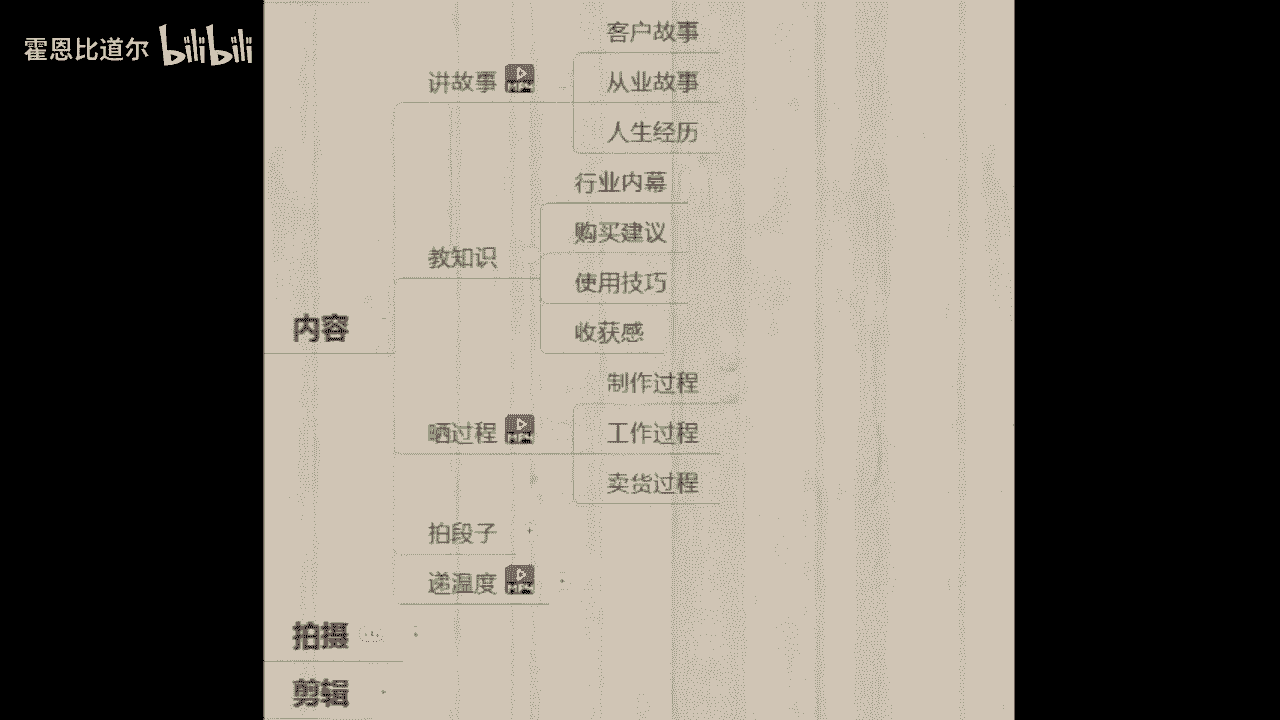 霍恩比道尔 bilibili
客户故事
讲故事
从业故事
人生经历
行业内幕
购买建议
教知识
使用技巧
收获感
内容
制作过程
晒过程
工作过程
卖货过程
拍段子
递温度
拍摄
剪辑